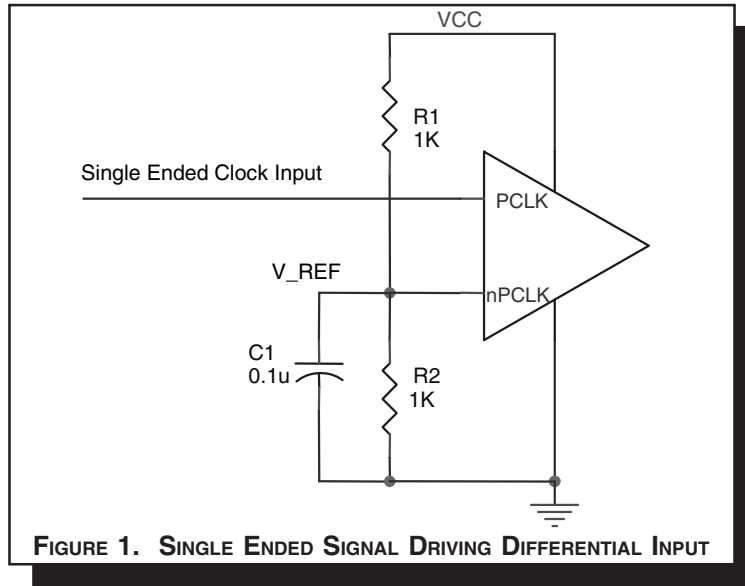 VCC
R1
1K
Single Ended Clock Input
PCLK
V_REF
nPCLK
C1
0.1u
R2
1K
FIGURE 1. SINGLE ENDED SIGNAL DRIVING DIFFERENTIAL INPUT